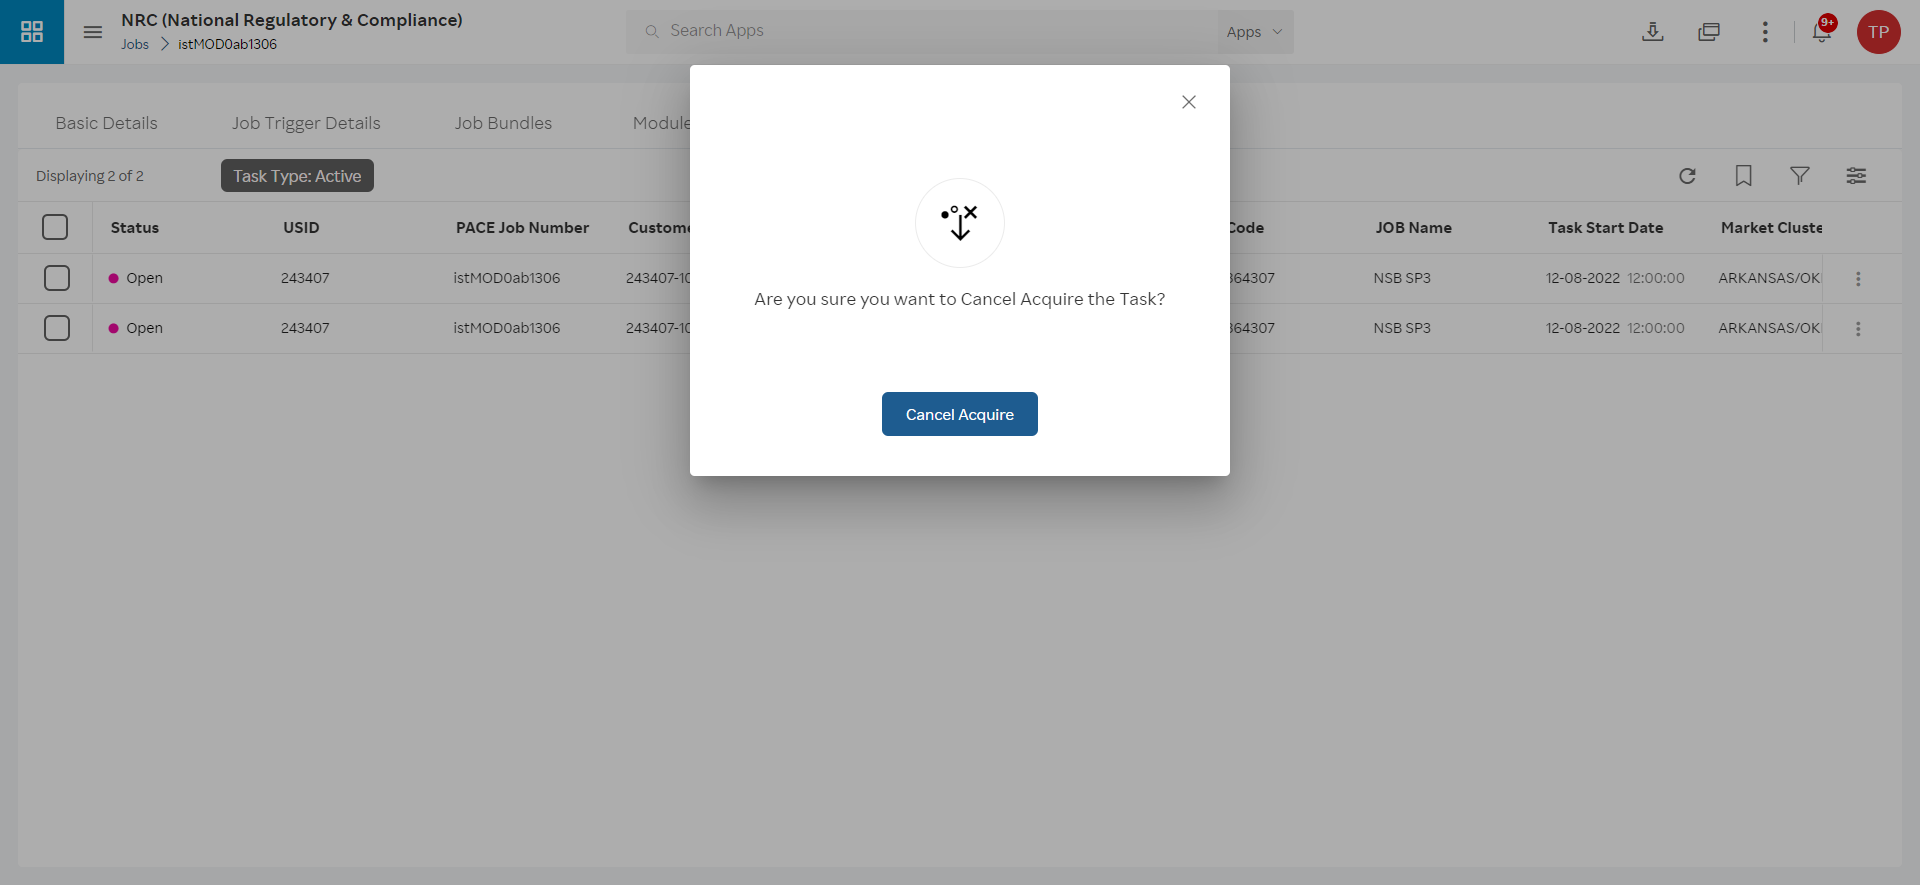 NRC (National Regulatory & Compliance)
Jobs > istMOD0ab1306
Search Apps
Apps
9+
TP
Basic Details
Job Trigger Details
Job Bundles
Module
Displaying 2 of 2
Task Type: Active
Status USID PACE Job Number Custome Code JOB Name Task Start Date Market Cluste
Open 243407 istMOD0ab1306 243407-10 364307 NSB SP3 12-08-2022 12:00:00 ARKANSAS/OK
Open 243407 istMOD0ab1306 243407-10 364307 NSB SP3 12-08-2022 12:00:00 ARKANSAS/OK
Are you sure you want to Cancel Acquire the Task?
Cancel Acquire